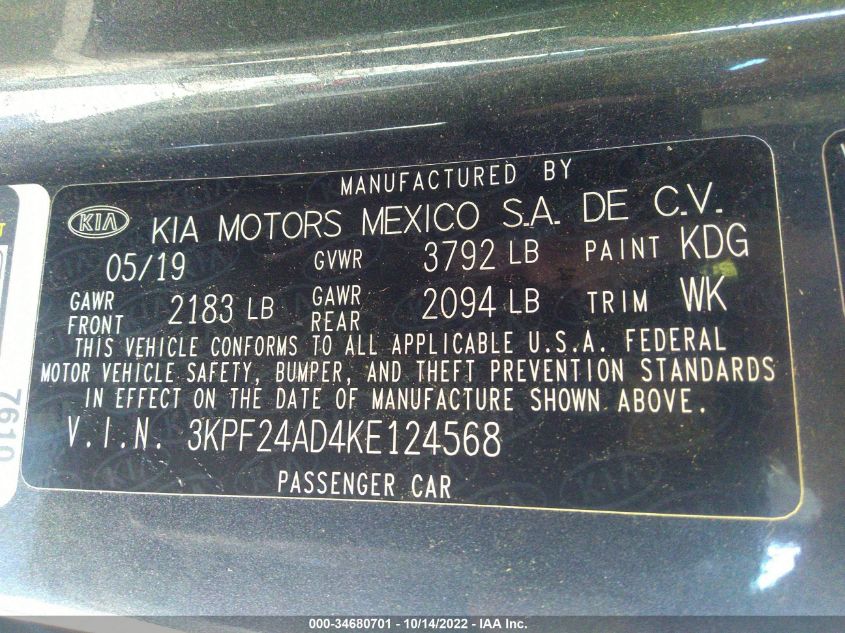 MANUFACTURED BY
KIA KIA MOTORS MEXICO S.A. DE C.V.
05/19 GVWR 3792 LB PAINT KDG
GAWR FRONT 2183 LB GAWR REAR 2094 LB TRIM WK
THIS VEHICLE CONFORMS TO ALL APPLICABLE U.S.A. FEDERAL
MOTOR VEHICLE SAFETY, BUMPER, AND THEFT PREVENTION STANDARDS
IN EFFECT ON THE DATE OF MANUFACTURE SHOWN ABOVE.
V.I.N. 3KPF24AD4KE124568
PASSENGER CAR
7610
000-34680701 / 10/14/2022 - IAA Inc.